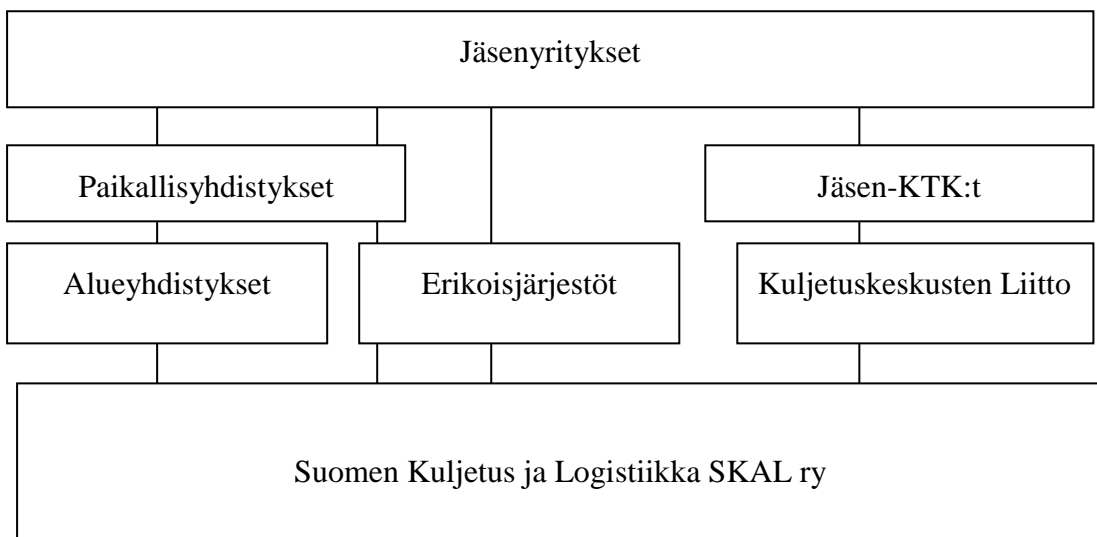 Jäsenyritykset
Paikallisyhdistykset
Jäsen-KTK:t
Alueyhdistykset
Erikoisjärjestöt
Kuljetuskeskusten Liitto
Suomen Kuljetus ja Logistiikka SKAL ry